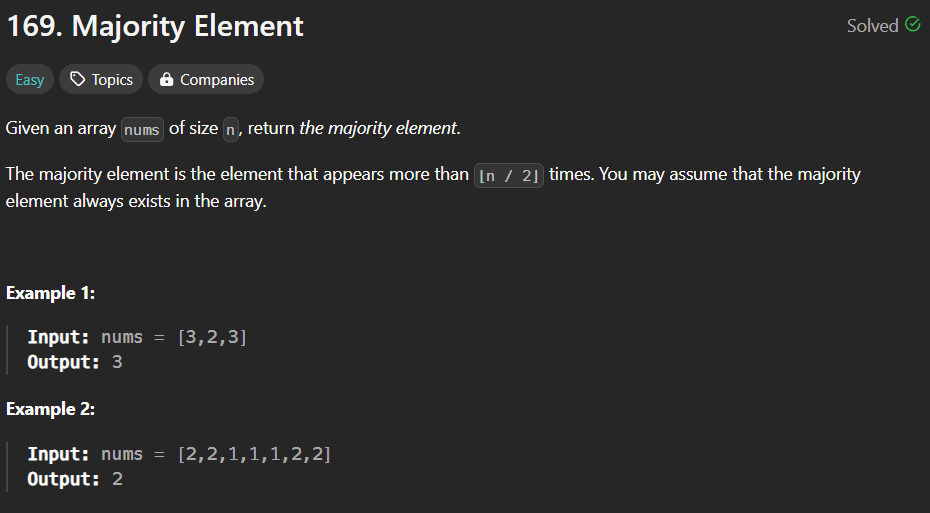 169. Majority Element
Solved
Easy
Topics
Companies
Given an array nums of size n, return the majority element.
The majority element is the element that appears more than ⌊n / 2⌋ times. You may assume that the majority
element always exists in the array.
Example 1:
Input: nums = [3,2,3]
Output: 3
Example 2:
Input: nums = [2,2,1,1,1,2,2]
Output: 2